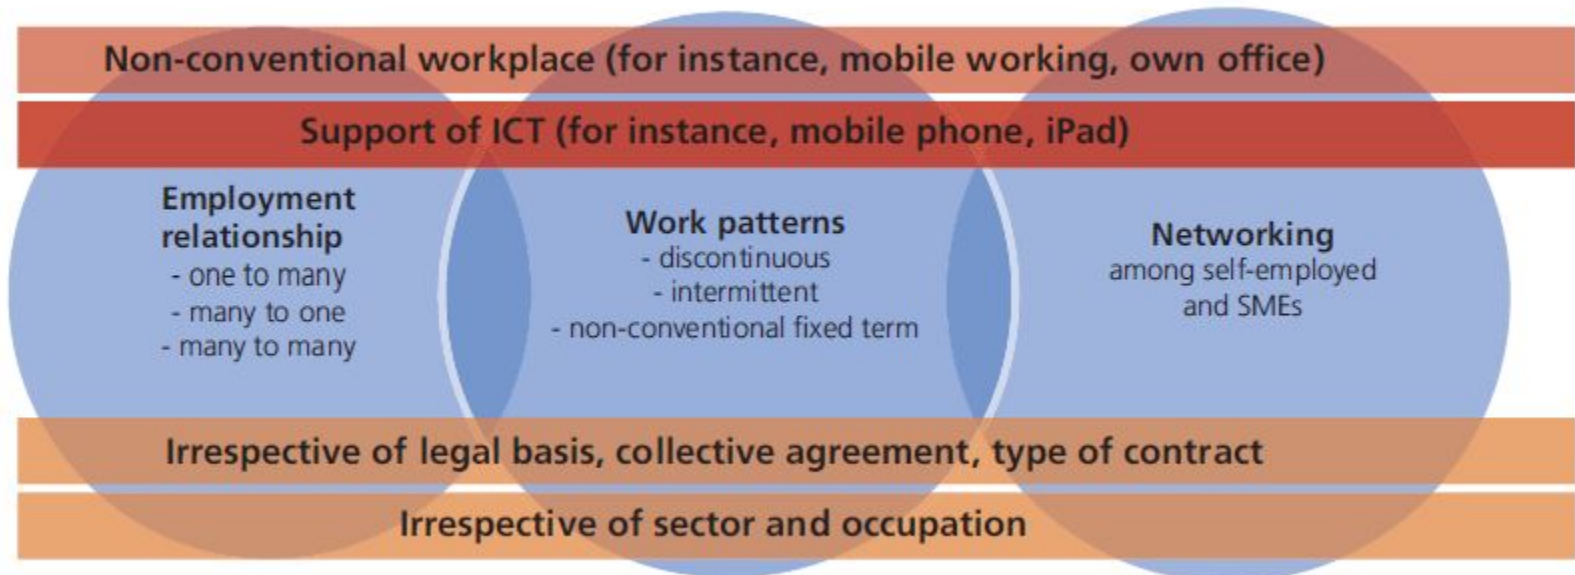 Non-conventional workplace (for instance, mobile working, own office)
Support of ICT (for instance, mobile phone, iPad)
Employment
relationship
- one to many
- many to one
- many to many
Work patterns
- discontinuous
- intermittent
- non-conventional fixed term
Networking
among self-employed
and SMEs
Irrespective of legal basis, collective agreement, type of contract
Irrespective of sector and occupation